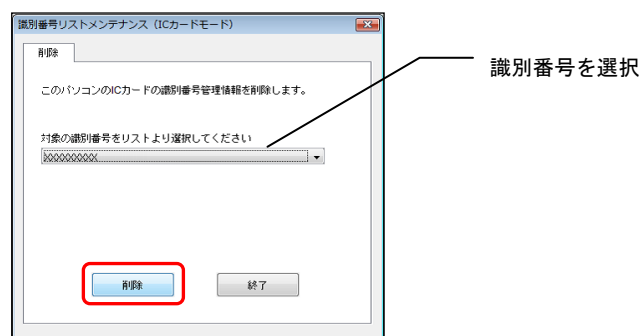 識別番号リストメンテナンス（ICカードモード）
削除
識別番号を選択
このパソコンのICカードの識別番号管理情報を削除します。
対象の識別番号をリストより選択してください
XXXXXXXXXX
削除
終了